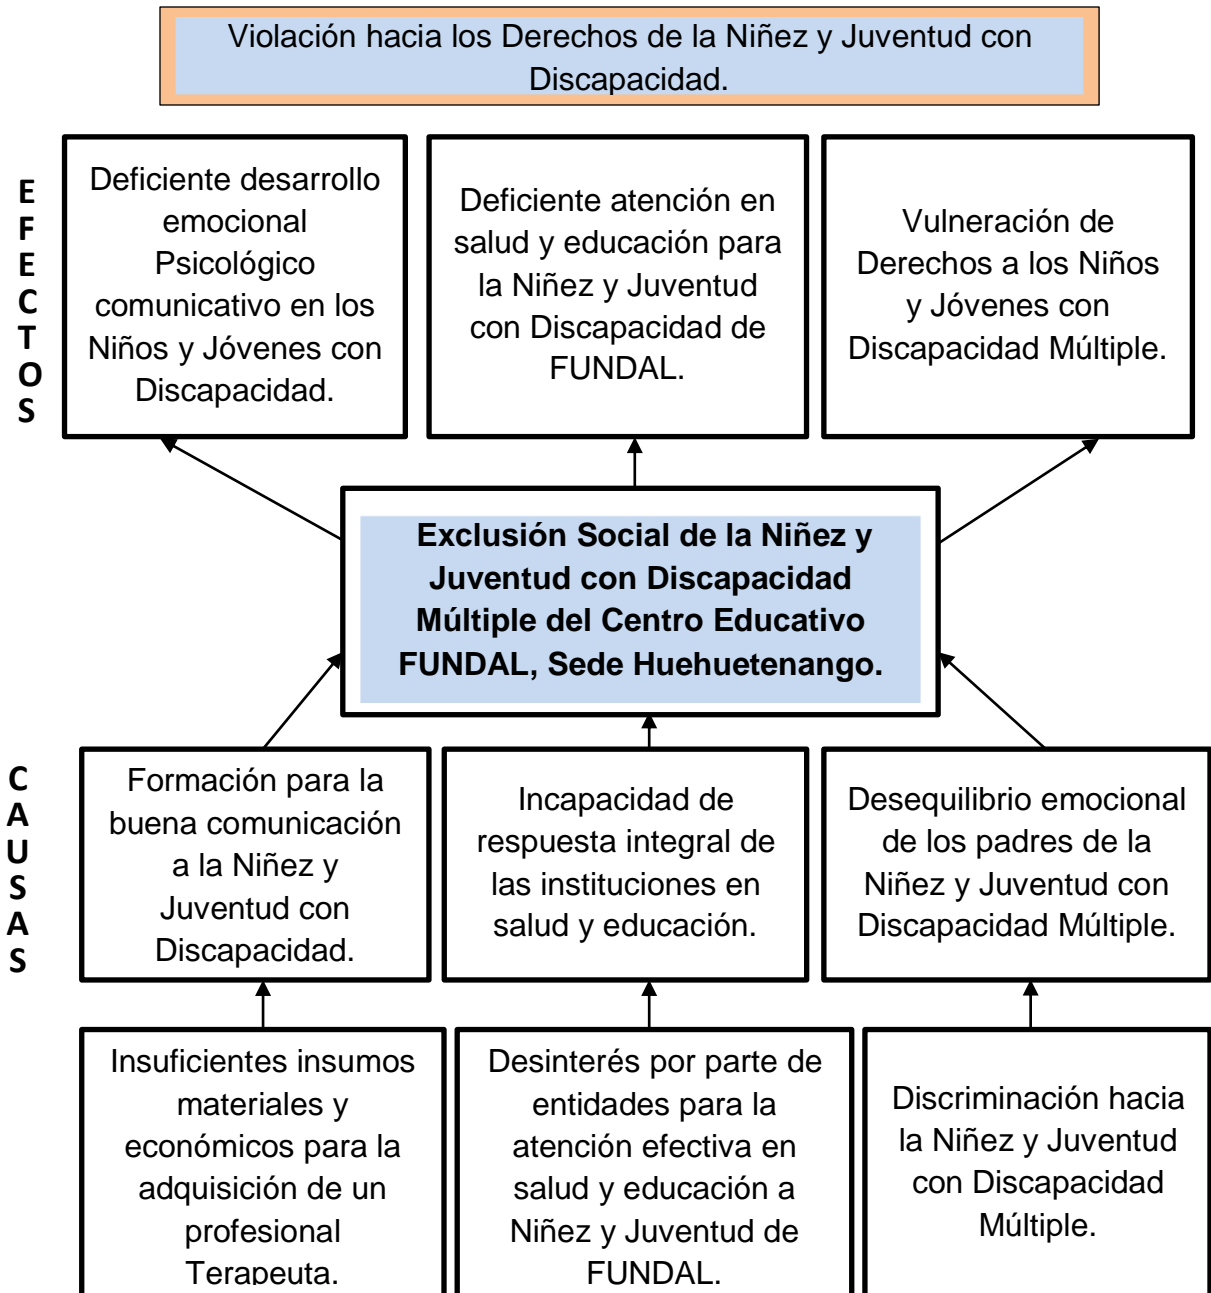 Violación hacia los Derechos de la Niñez y Juventud con
Discapacidad.
EFECTOS
Deficiente desarrollo
emocional
Psicológico
comunicativo en los
Niños y Jóvenes con
Discapacidad.
Deficiente atención en
salud y educación para
la Niñez y Juventud
con Discapacidad de
FUNDAL.
Vulneración de
Derechos a los Niños
y Jóvenes con
Discapacidad Múltiple.
Exclusión Social de la Niñez y
Juventud con Discapacidad
Múltiple del Centro Educativo
FUNDAL, Sede Huehuetenango.
CAUSAS
Formación para la
buena comunicación
a la Niñez y
Juventud con
Discapacidad.
Incapacidad de
respuesta integral de
las instituciones en
salud y educación.
Desequilibrio emocional
de los padres de la
Niñez y Juventud con
Discapacidad Múltiple.
Insuficientes insumos
materiales y
económicos para la
adquisición de un
profesional
Terapeuta.
Desinterés por parte de
entidades para la
atención efectiva en
salud y educación a
Niñez y Juventud de
FUNDAL.
Discriminación hacia
la Niñez y Juventud
con Discapacidad
Múltiple.